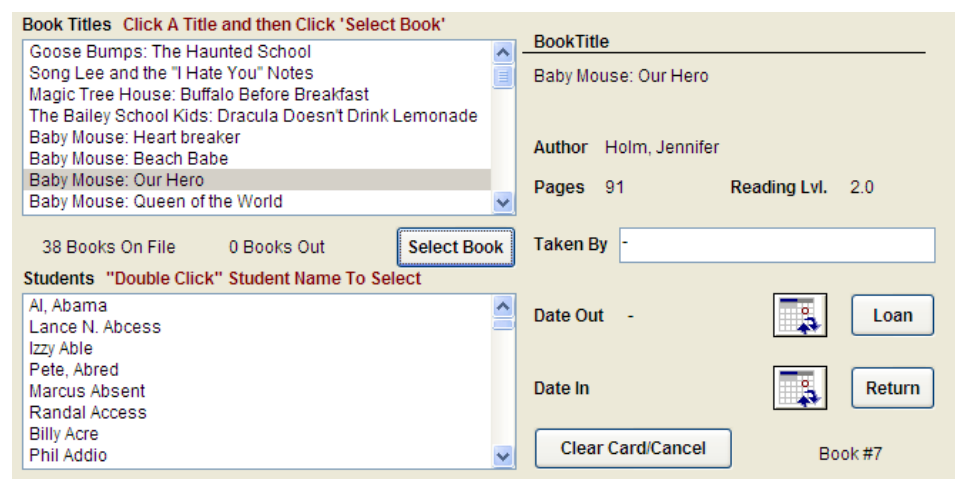 Book Titles Click A Title and then Click 'Select Book'
Goose Bumps: The Haunted School
Song Lee and the "I Hate You" Notes
Magic Tree House: Buffalo Before Breakfast
The Bailey School Kids: Dracula Doesn't Drink Lemonade
Baby Mouse: Heart breaker
Baby Mouse: Beach Babe
Baby Mouse: Our Hero
Baby Mouse: Queen of the World
38 Books On File 0 Books Out Select Book
Students "Double Click" Student Name To Select
Al, Abama
Lance N. Abcess
Izzy Able
Pete, Abred
Marcus Absent
Randal Access
Billy Acre
Phil Addio
BookTitle
Baby Mouse: Our Hero
Author Holm, Jennifer
Pages 91 Reading Lvl. 2.0
Taken By -
Date Out - Loan
Date In Return
Clear Card/Cancel Book #7